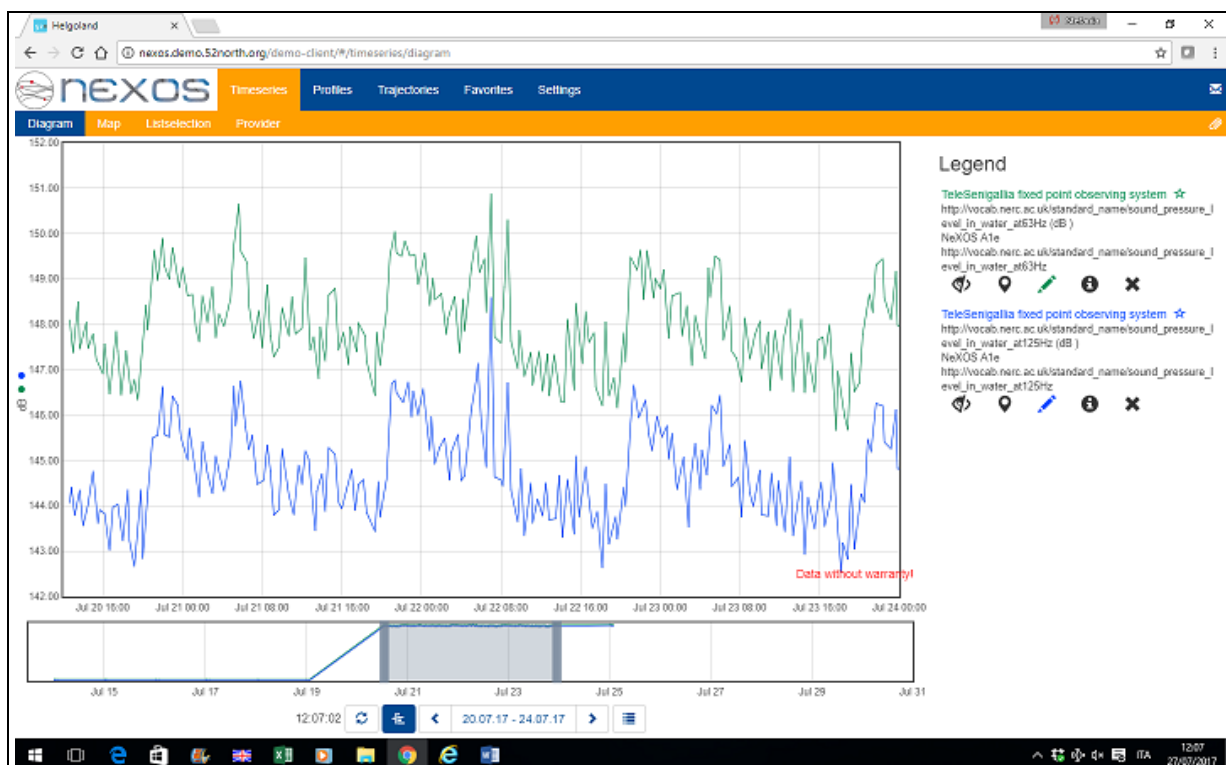 Helgoland
nexos.demo.52north.org/demo-client/#/timeseries/diagram
nexos
Timeseries Profiles Trajectories Favorites Settings
Diagram Map Listselection Provider
152.00
151.00
150.00
149.00
148.00
147.00
146.00
145.00
144.00
143.00
142.00
dB
Data without warranty!
Jul 20 16:00 Jul 21 00:00 Jul 21 08:00 Jul 21 16:00 Jul 22 00:00 Jul 22 08:00 Jul 22 16:00 Jul 23 00:00 Jul 23 08:00 Jul 23 16:00 Jul 24 00:00
Legend
TeleSenigallia fixed point observing system
http://vocab.nerc.ac.uk/standard_name/sound_pressure_l
evel_in_water_at63Hz (dB )
NeXOS A1e
http://vocab.nerc.ac.uk/standard_name/sound_pressure_l
evel_in_water_at63Hz
TeleSenigallia fixed point observing system
http://vocab.nerc.ac.uk/standard_name/sound_pressure_l
evel_in_water_at125Hz (dB )
NeXOS A1e
http://vocab.nerc.ac.uk/standard_name/sound_pressure_l
evel_in_water_at125Hz
Jul 15 Jul 17 Jul 19 Jul 21 Jul 23 Jul 25 Jul 27 Jul 29 Jul 31
12:07:02 20.07.17 - 24.07.17
ITA
12:07
27/07/2017